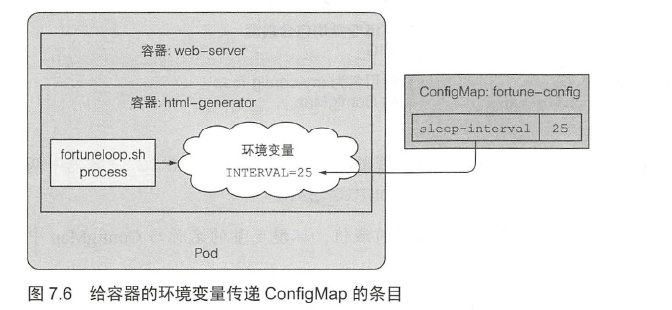 容器: web-server
容器: html-generator
fortuneloop.sh
process
环境变量
INTERVAL=25
Pod
ConfigMap: fortune-config
sleep-interval 25
图 7.6 给容器的环境变量传递 ConfigMap 的条目